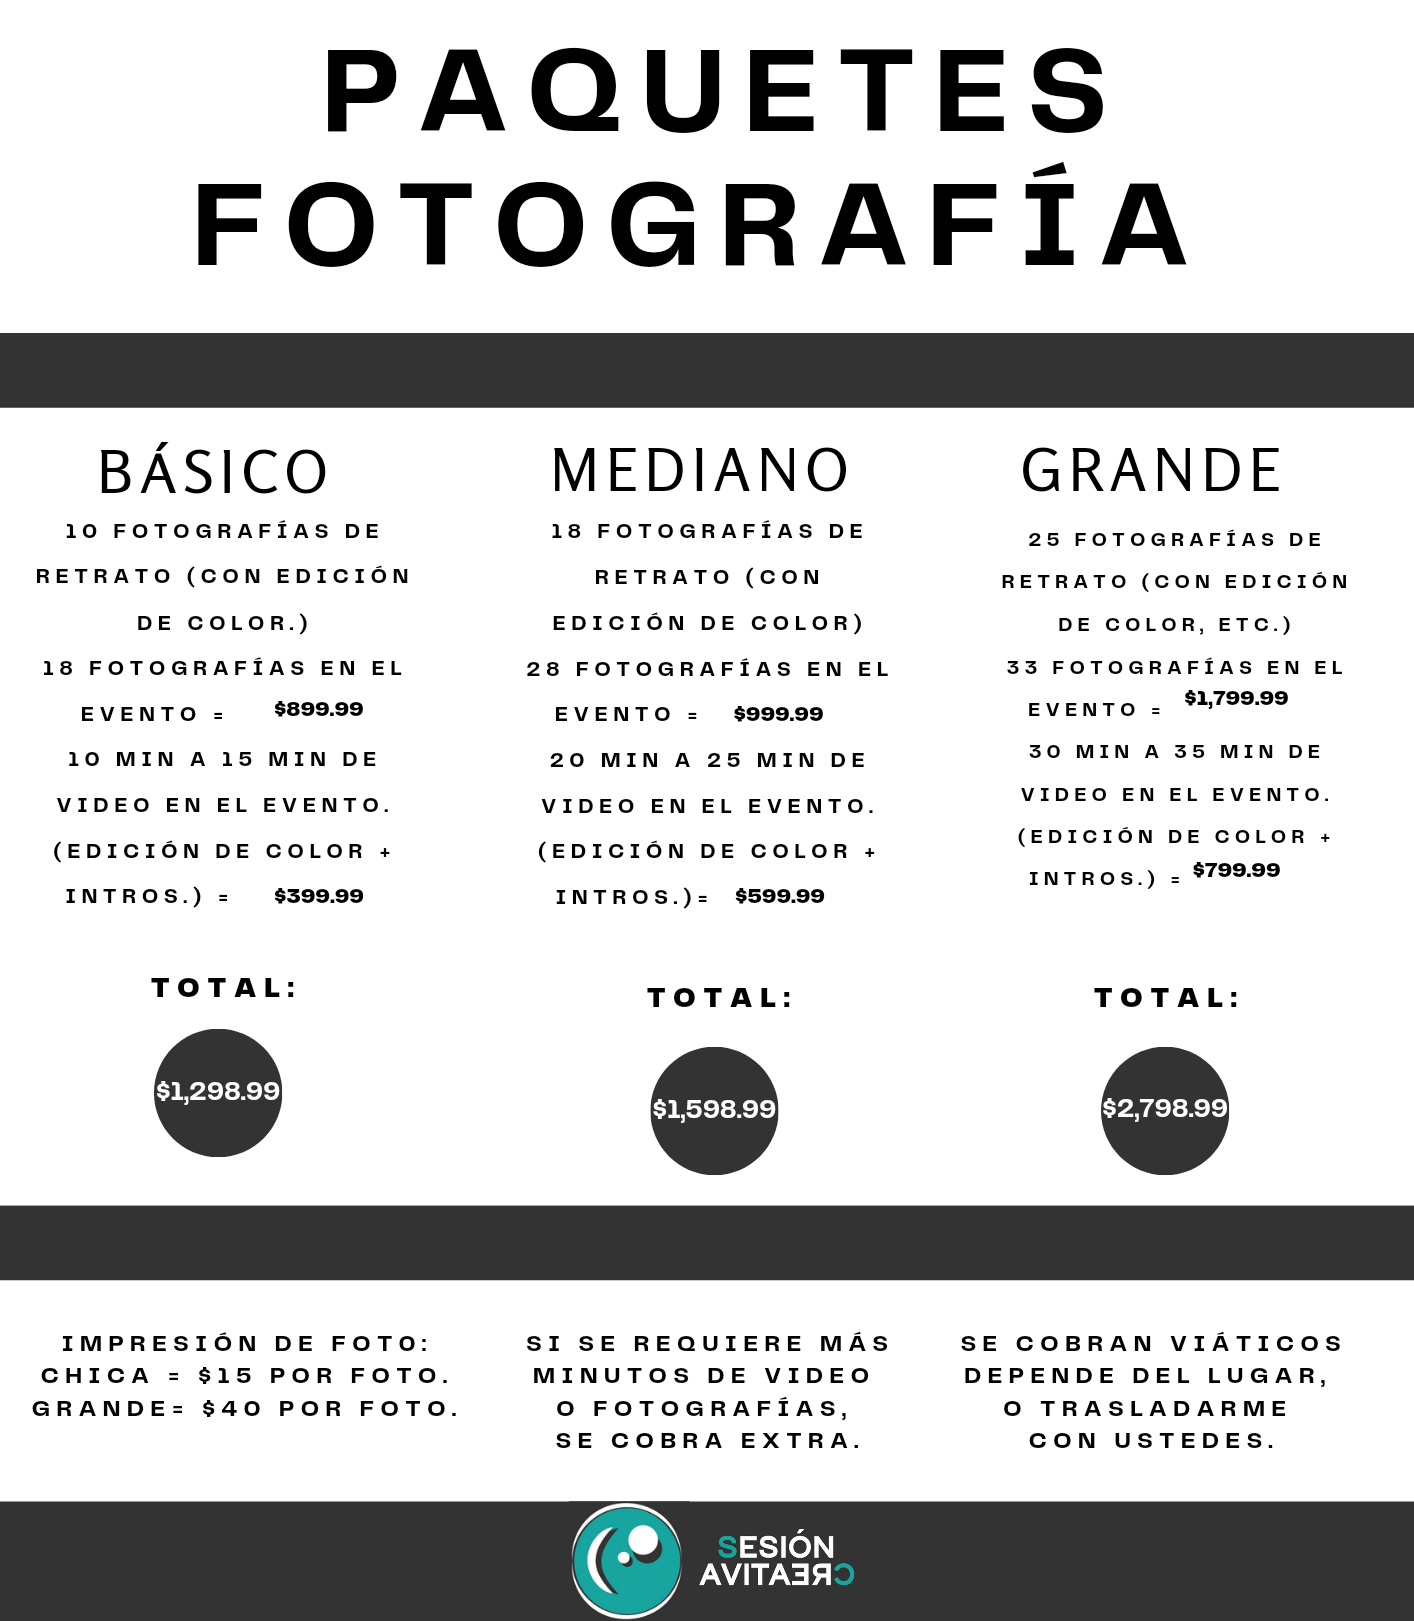 PAQUETES
FOTOGRAFÍA
BÁSICO
10 FOTOGRAFÍAS DE
RETRATO (CON EDICIÓN
DE COLOR.)
18 FOTOGRAFÍAS EN EL
EVENTO = $899.99
10 MIN A 15 MIN DE
VIDEO EN EL EVENTO.
(EDICIÓN DE COLOR +
INTROS.) = $399.99
TOTAL:
$1,298.99
MEDIANO
18 FOTOGRAFÍAS DE
RETRATO (CON
EDICIÓN DE COLOR)
28 FOTOGRAFÍAS EN EL
EVENTO = $999.99
20 MIN A 25 MIN DE
VIDEO EN EL EVENTO.
(EDICIÓN DE COLOR +
INTROS.)= $599.99
TOTAL:
$1,598.99
GRANDE
25 FOTOGRAFÍAS DE
RETRATO (CON EDICIÓN
DE COLOR, ETC.)
33 FOTOGRAFÍAS EN EL
EVENTO = $1,799.99
30 MIN A 35 MIN DE
VIDEO EN EL EVENTO.
(EDICIÓN DE COLOR +
INTROS.) = $799.99
TOTAL:
$2,798.99
IMPRESIÓN DE FOTO:
CHICA = $15 POR FOTO.
GRANDE= $40 POR FOTO.
SI SE REQUIERE MÁS
MINUTOS DE VIDEO
O FOTOGRAFÍAS,
SE COBRA EXTRA.
SE COBRAN VIÁTICOS
DEPENDE DEL LUGAR,
O TRASLADARME
CON USTEDES.
SESIÓN
CREATIVA